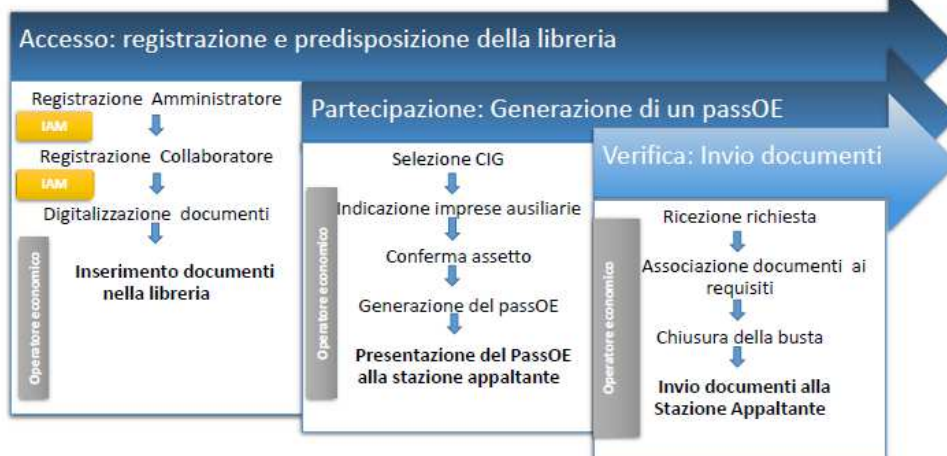 Accesso: registrazione e predisposizione della libreria
Registrazione Amministratore
IAM
Registrazione Collaboratore
IAM
Digitalizzazione documenti
Inserimento documenti
nella libreria
Operatore economico
Partecipazione: Generazione di un passOE
Selezione CIG
Indicazione imprese ausiliarie
Conferma assetto
Generazione del passOE
Presentazione del PassOE
alla stazione appaltante
Operatore economico
Verifica: Invio documenti
Ricezione richiesta
Associazione documenti ai
requisiti
Chiusura della busta
Invio documenti alla
Stazione Appaltante
Operatore economico